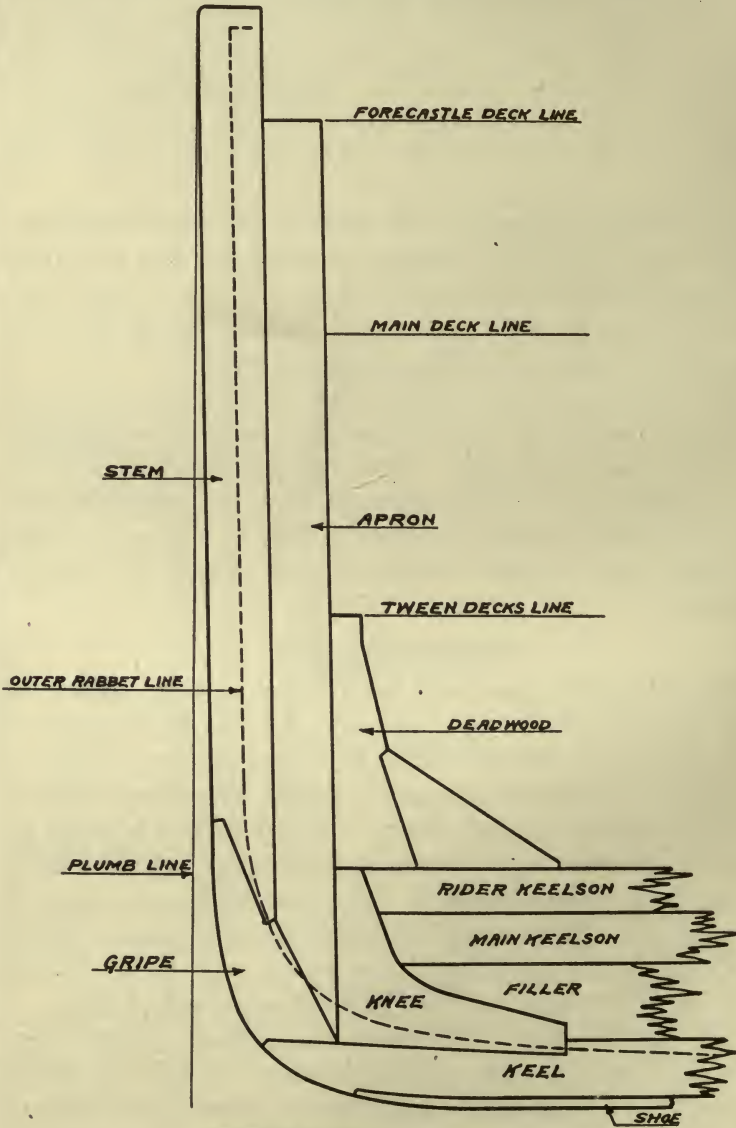 FORECASTLE DECK LINE
MAIN DECK LINE
STEM
APRON
TWEEN DECKS LINE
OUTER RABBET LINE
DEADWOOD
PLUMB LINE
RIDER KEELSON
MAIN KEELSON
GRIPE
FILLER
KNEE
KEEL
SHOE